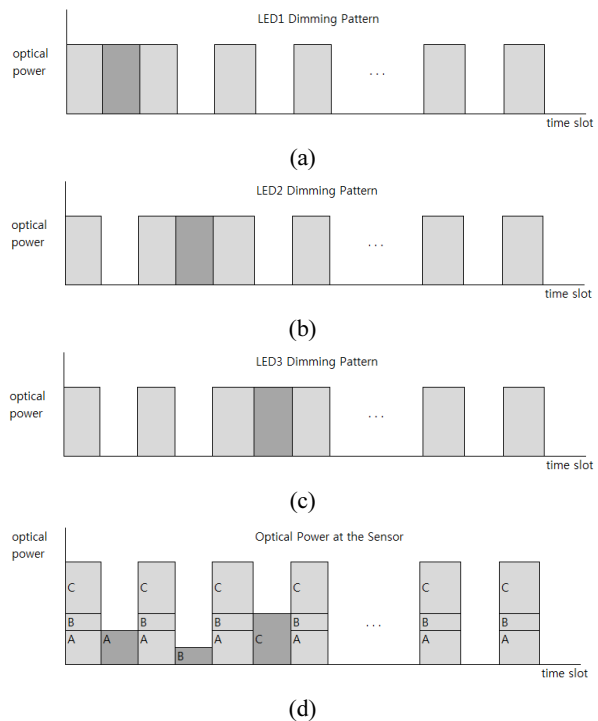 LED1 Dimming Pattern
optical
power
. . .
time slot
(a)
LED2 Dimming Pattern
optical
power
. . .
time slot
(b)
LED3 Dimming Pattern
optical
power
. . .
time slot
(c)
optical
power
Optical Power at the Sensor
C C C C C C
B B B B . . . B B
A A A B A C A A A
time slot
(d)